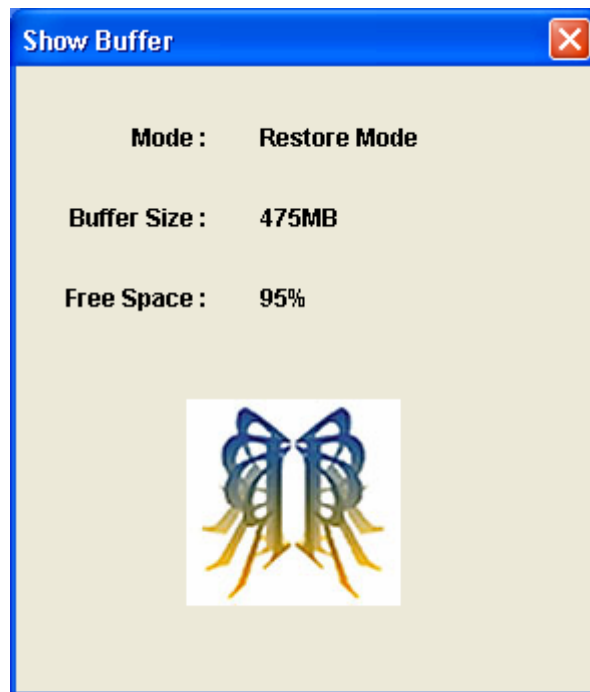 Show Buffer
Mode : Restore Mode
Buffer Size : 475MB
Free Space : 95%